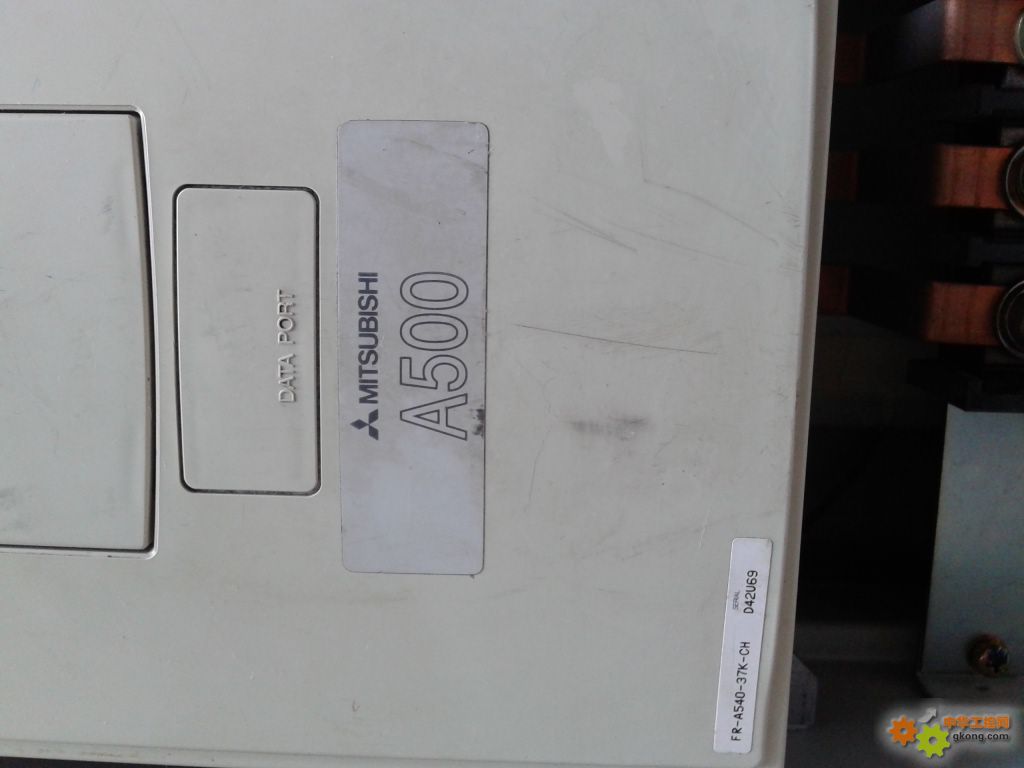 DATA PORT
MITSUBISHI
A500
FR-A540-37K-CH
SERIAL
D42U69
中华工控网
gkong.com